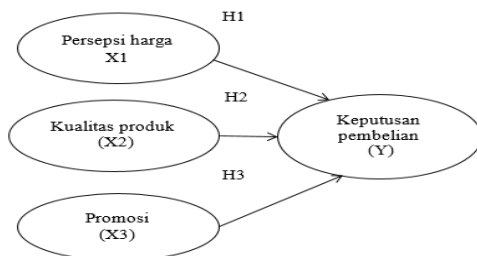 H1
Persepsi harga
X1
H2
Kualitas produk
(X2)
Keputusan
pembelian
(Y)
H3
Promosi
(X3)